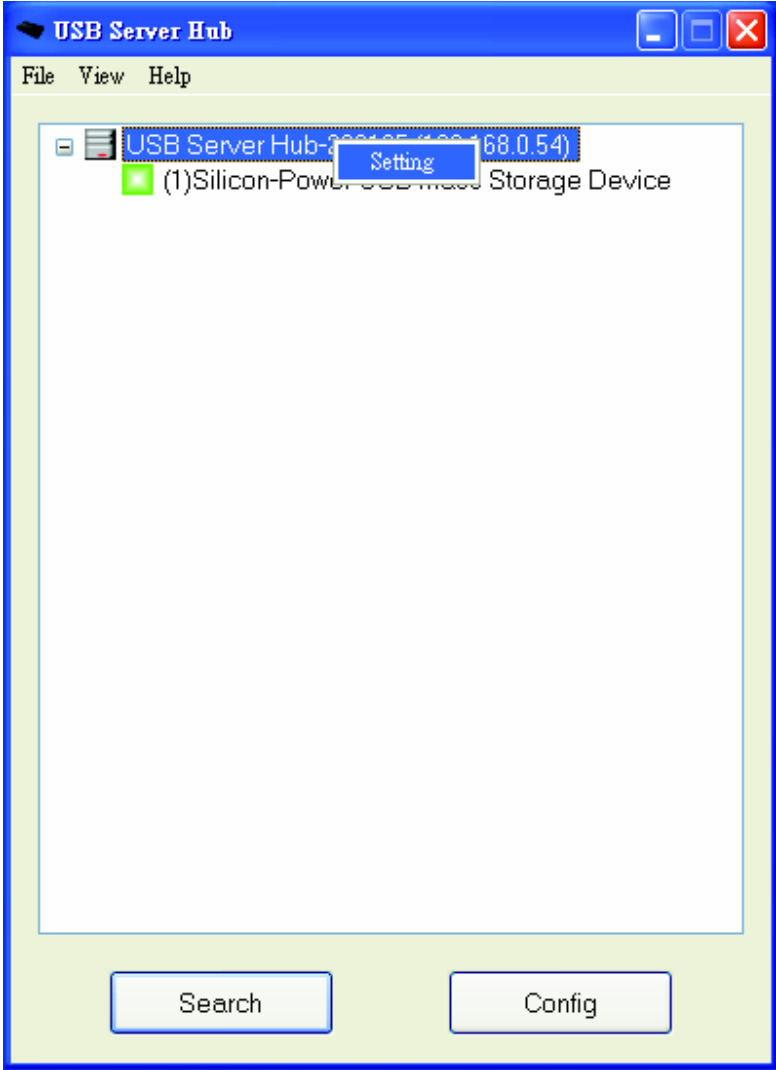 USB Server Hub
File View Help
USB Server Hub- 68.0.54)
Setting
(1)Silicon-Power Storage Device
Search Config